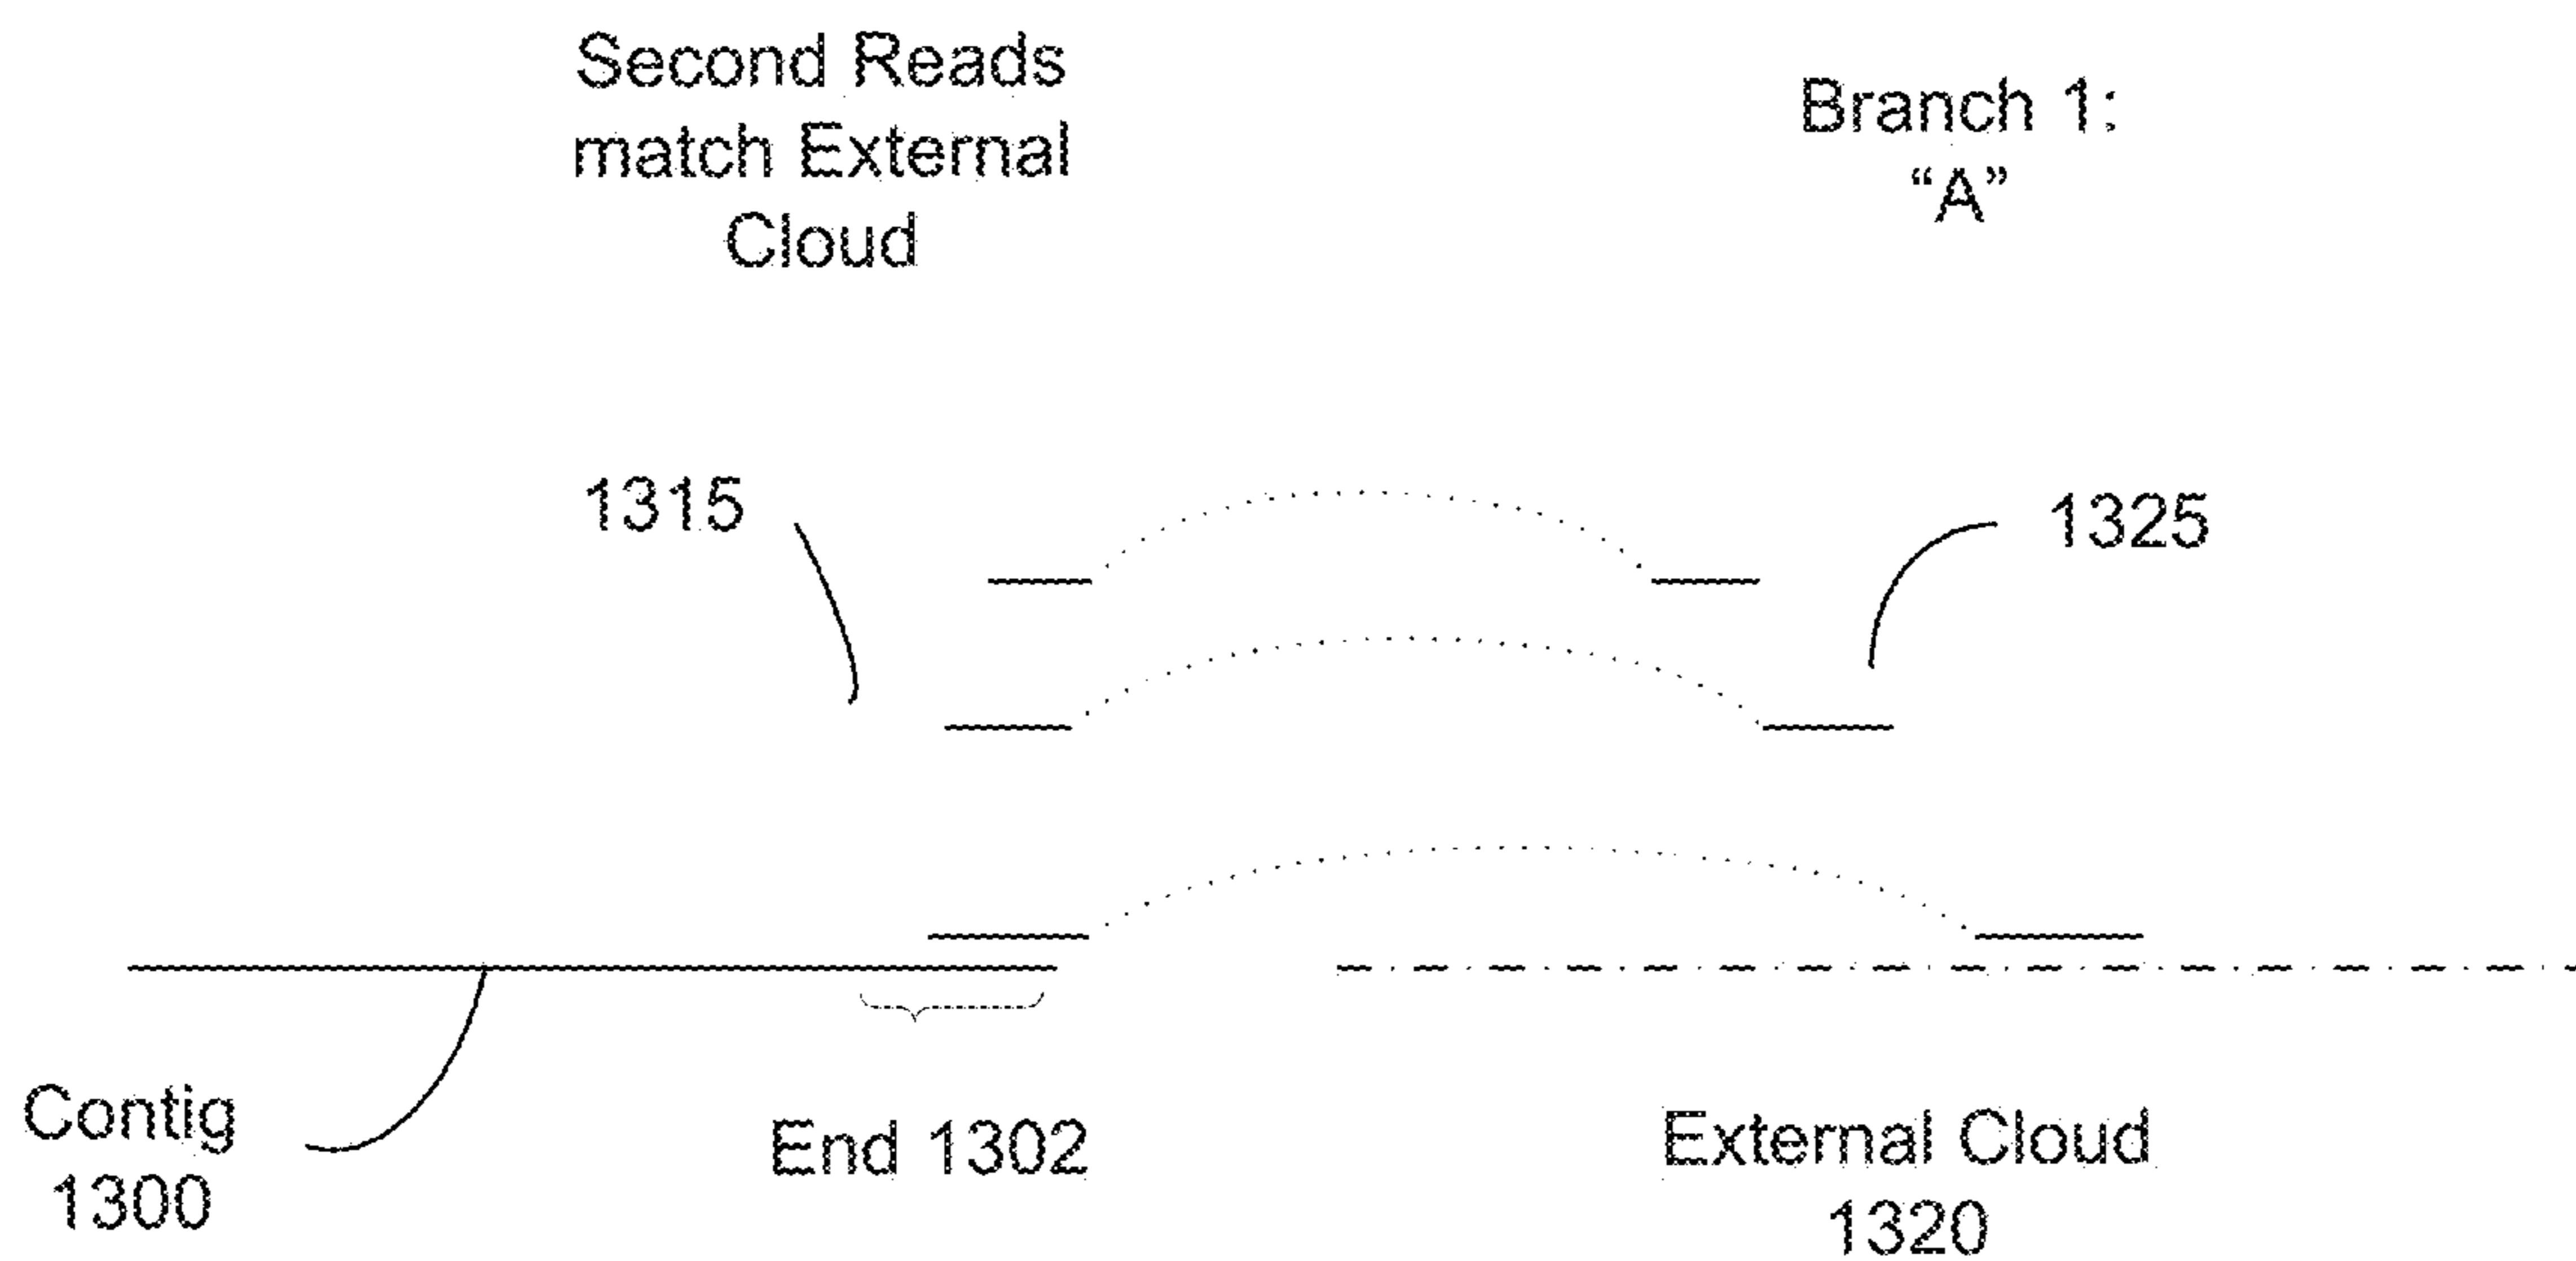 Second Reads
match External
Cloud
Branch 1:
“A”
1315
1325
Contig
1300
End 1302
External Cloud
1320